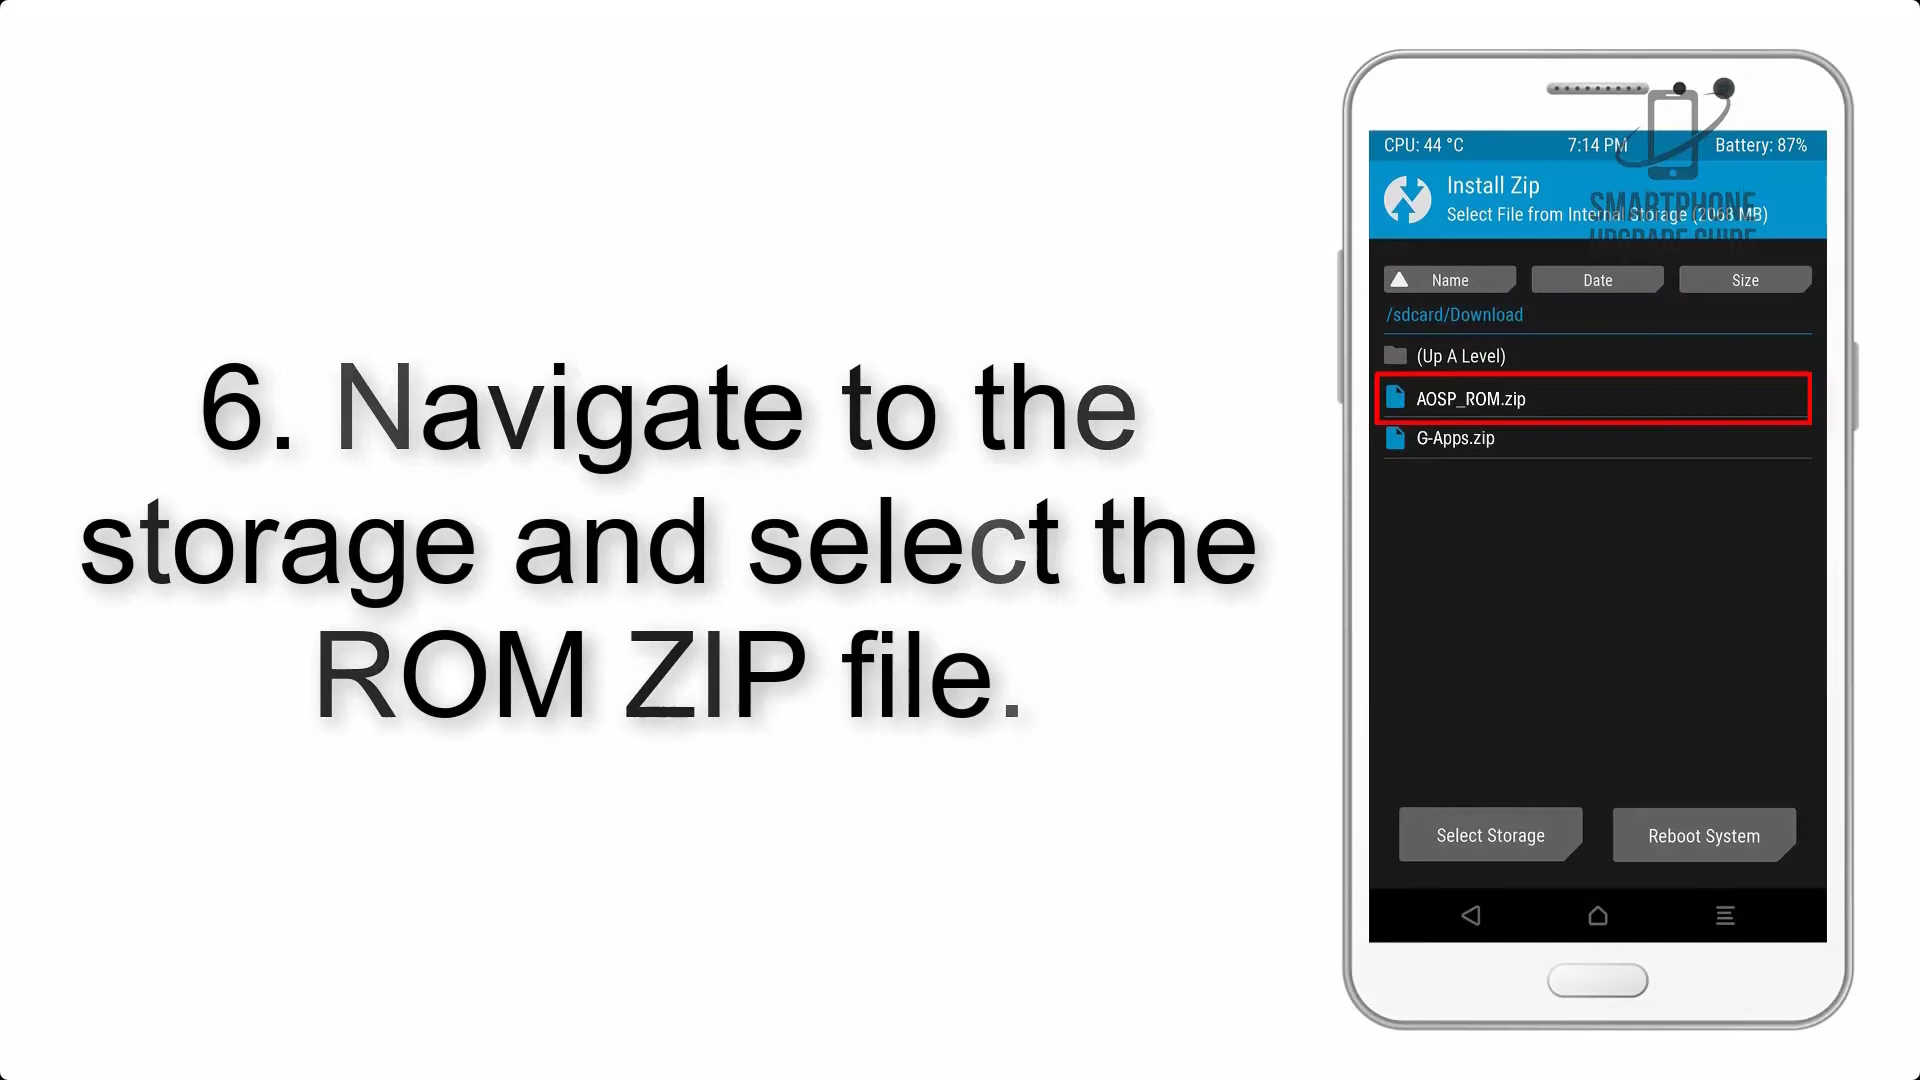 6. Navigate to the
storage and select the
ROM ZIP file.
CPU: 44 °C 7:14 PM Battery: 87%
Install Zip
Select File from Internal Storage (2068 MB)
SMARTPHONE
UPGRADE GUIDE
Name Date Size
/sdcard/Download
(Up A Level)
AOSP_ROM.zip
G-Apps.zip
Select Storage Reboot System